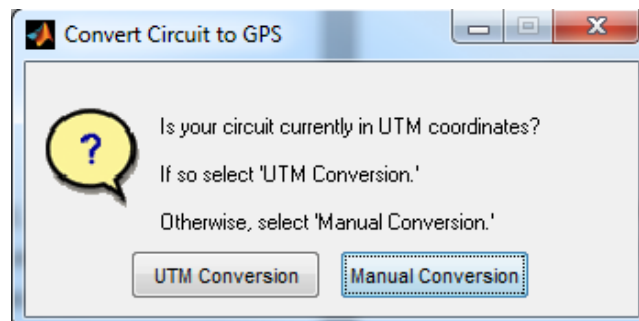 Convert Circuit to GPS
?
Is your circuit currently in UTM coordinates?
If so select 'UTM Conversion.'
Otherwise, select 'Manual Conversion.'
UTM Conversion
Manual Conversion